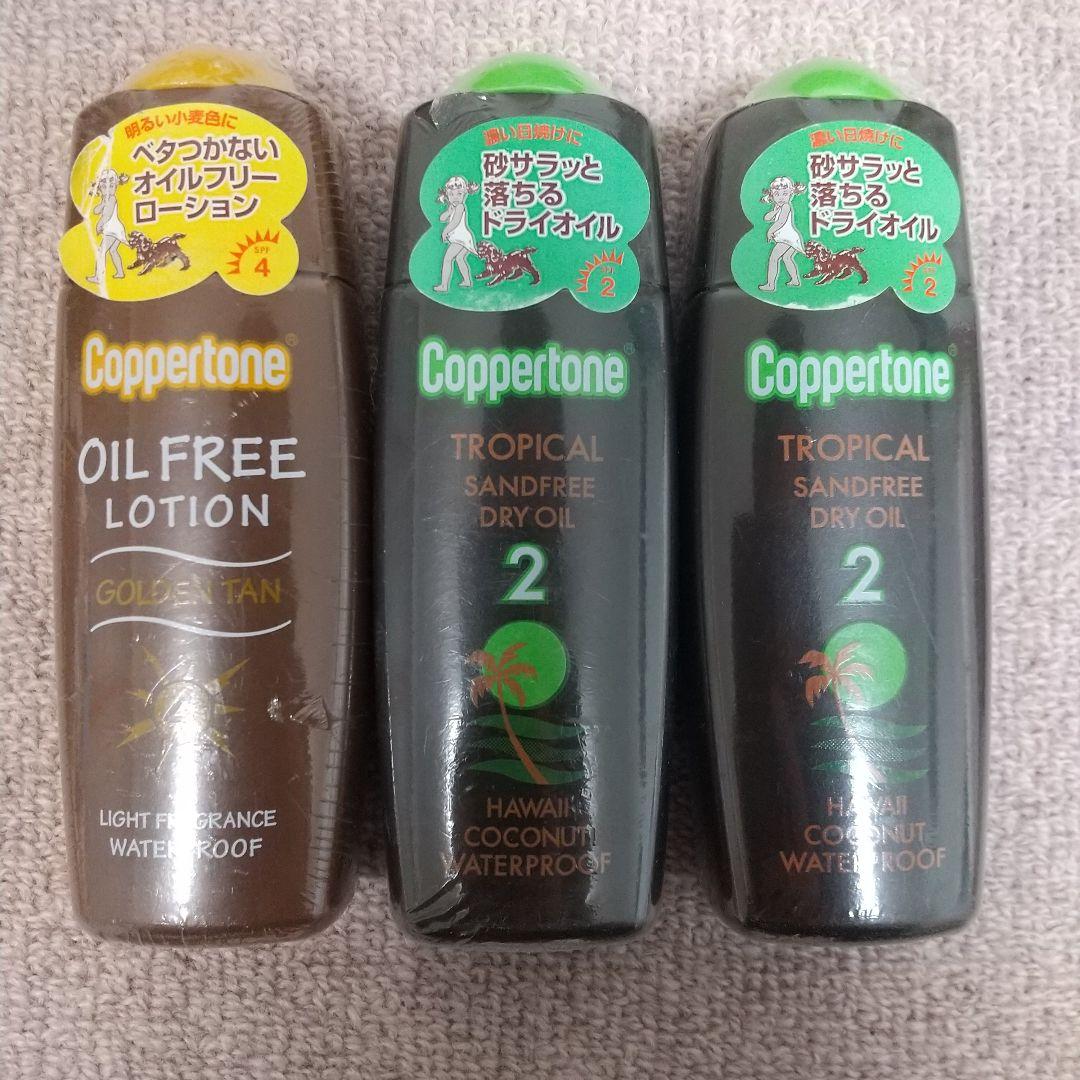 明るい小麦色に
ベタつかない
オイルフリー
ローション
SPF
4
Coppertone®
OIL FREE
LOTION
GOLDEN TAN
LIGHT FRAGRANCE
WATERPROOF
濃い日焼けに
砂サラッと
落ちる
ドライオイル
SPF
2
Coppertone
TROPICAL
SANDFREE
DRY OIL
2
HAWAII
COCONUT
WATERPROOF
濃い日焼けに
砂サラッと
落ちる
ドライオイル
SPF
2
Coppertone
TROPICAL
SANDFREE
DRY OIL
2
HAWAII
COCONUT
WATERPROOF